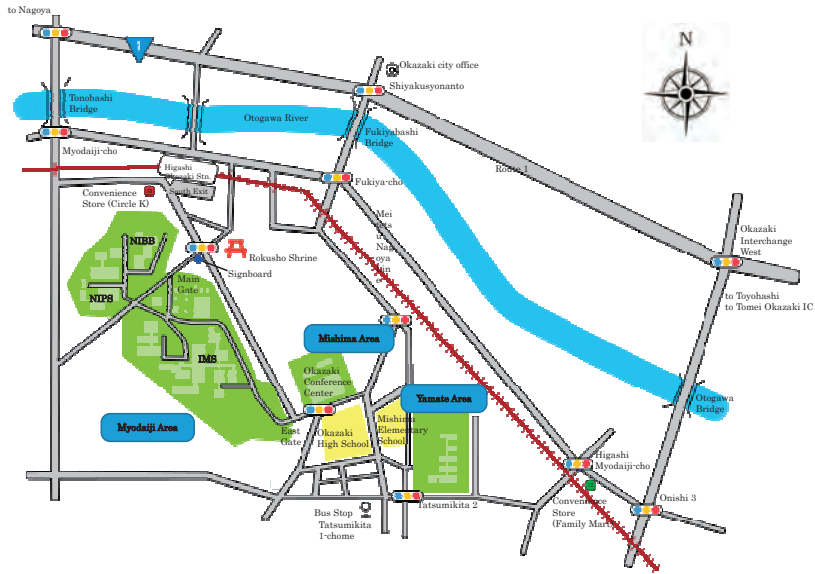 to Nagoya
1
N
Okazaki city office
Shiyakusyonanto
Tonobashi
Bridge
Otogawa River
Fukiyabashi
Bridge
Myodaiji-cho
Route 1
Higashi
Okazaki Stn.
South Exit
Fukiya-cho
Convenience
Store (Circle K)
Mei
tets
u
Nag
oya
Line
NIBB
Rokusho Shrine
Signboard
Okazaki
Interchange
West
Main
Gate
NIPS
to Toyohashi
to Tomei Okazaki IC
Mishima Area
IMS
Okazaki
Conference
Center
Yamate Area
Otogawa
Bridge
Myodaiji Area
East
Gate
Okazaki
High School
Mishima
Elementary
School
Higashi
Myodaiji-cho
Convenience
Store
(Family Mart)
Onishi 3
Tatsumikita 2
Bus Stop
Tatsumikita
1-chome